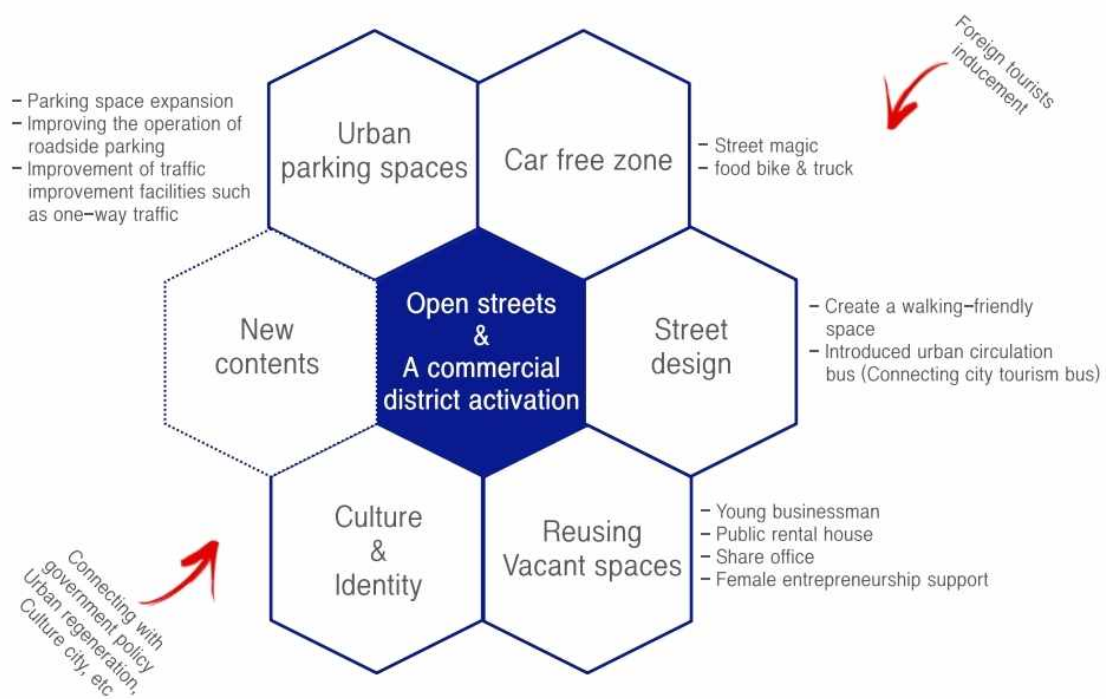 Foreign tourists
inducement
– Parking space expansion
– Improving the operation of
roadside parking
– Improvement of traffic
improvement facilities such
as one-way traffic
Urban
parking spaces
Car free zone
– Street magic
– food bike & truck
New
contents
Open streets
&
A commercial
district activation
Street
design
– Create a walking-friendly
space
– Introduced urban circulation
bus (Connecting city tourism bus)
Culture
&
Identity
Reusing
Vacant spaces
– Young businessman
– Public rental house
– Share office
– Female entrepreneurship support
Connecting with
government policy
Urban regeneration,
Culture city, etc